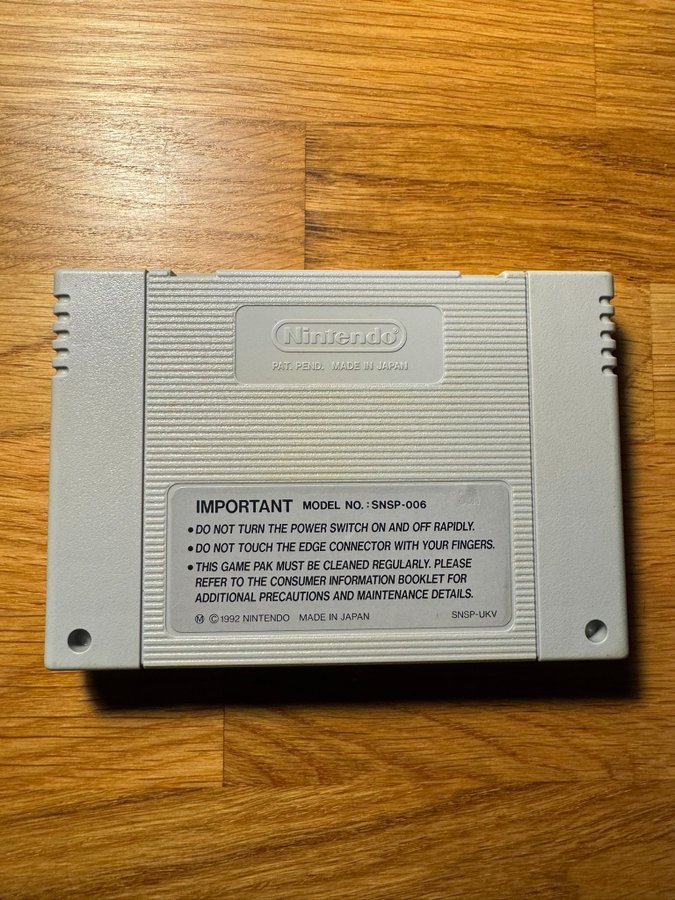 Nintendo®
PAT. PEND. MADE IN JAPAN
IMPORTANT MODEL NO.: SNSP-006
• DO NOT TURN THE POWER SWITCH ON AND OFF RAPIDLY.
• DO NOT TOUCH THE EDGE CONNECTOR WITH YOUR FINGERS.
• THIS GAME PAK MUST BE CLEANED REGULARLY. PLEASE
REFER TO THE CONSUMER INFORMATION BOOKLET FOR
ADDITIONAL PRECAUTIONS AND MAINTENANCE DETAILS.
Ⓜ © 1992 NINTENDO MADE IN JAPAN SNSP-UKV